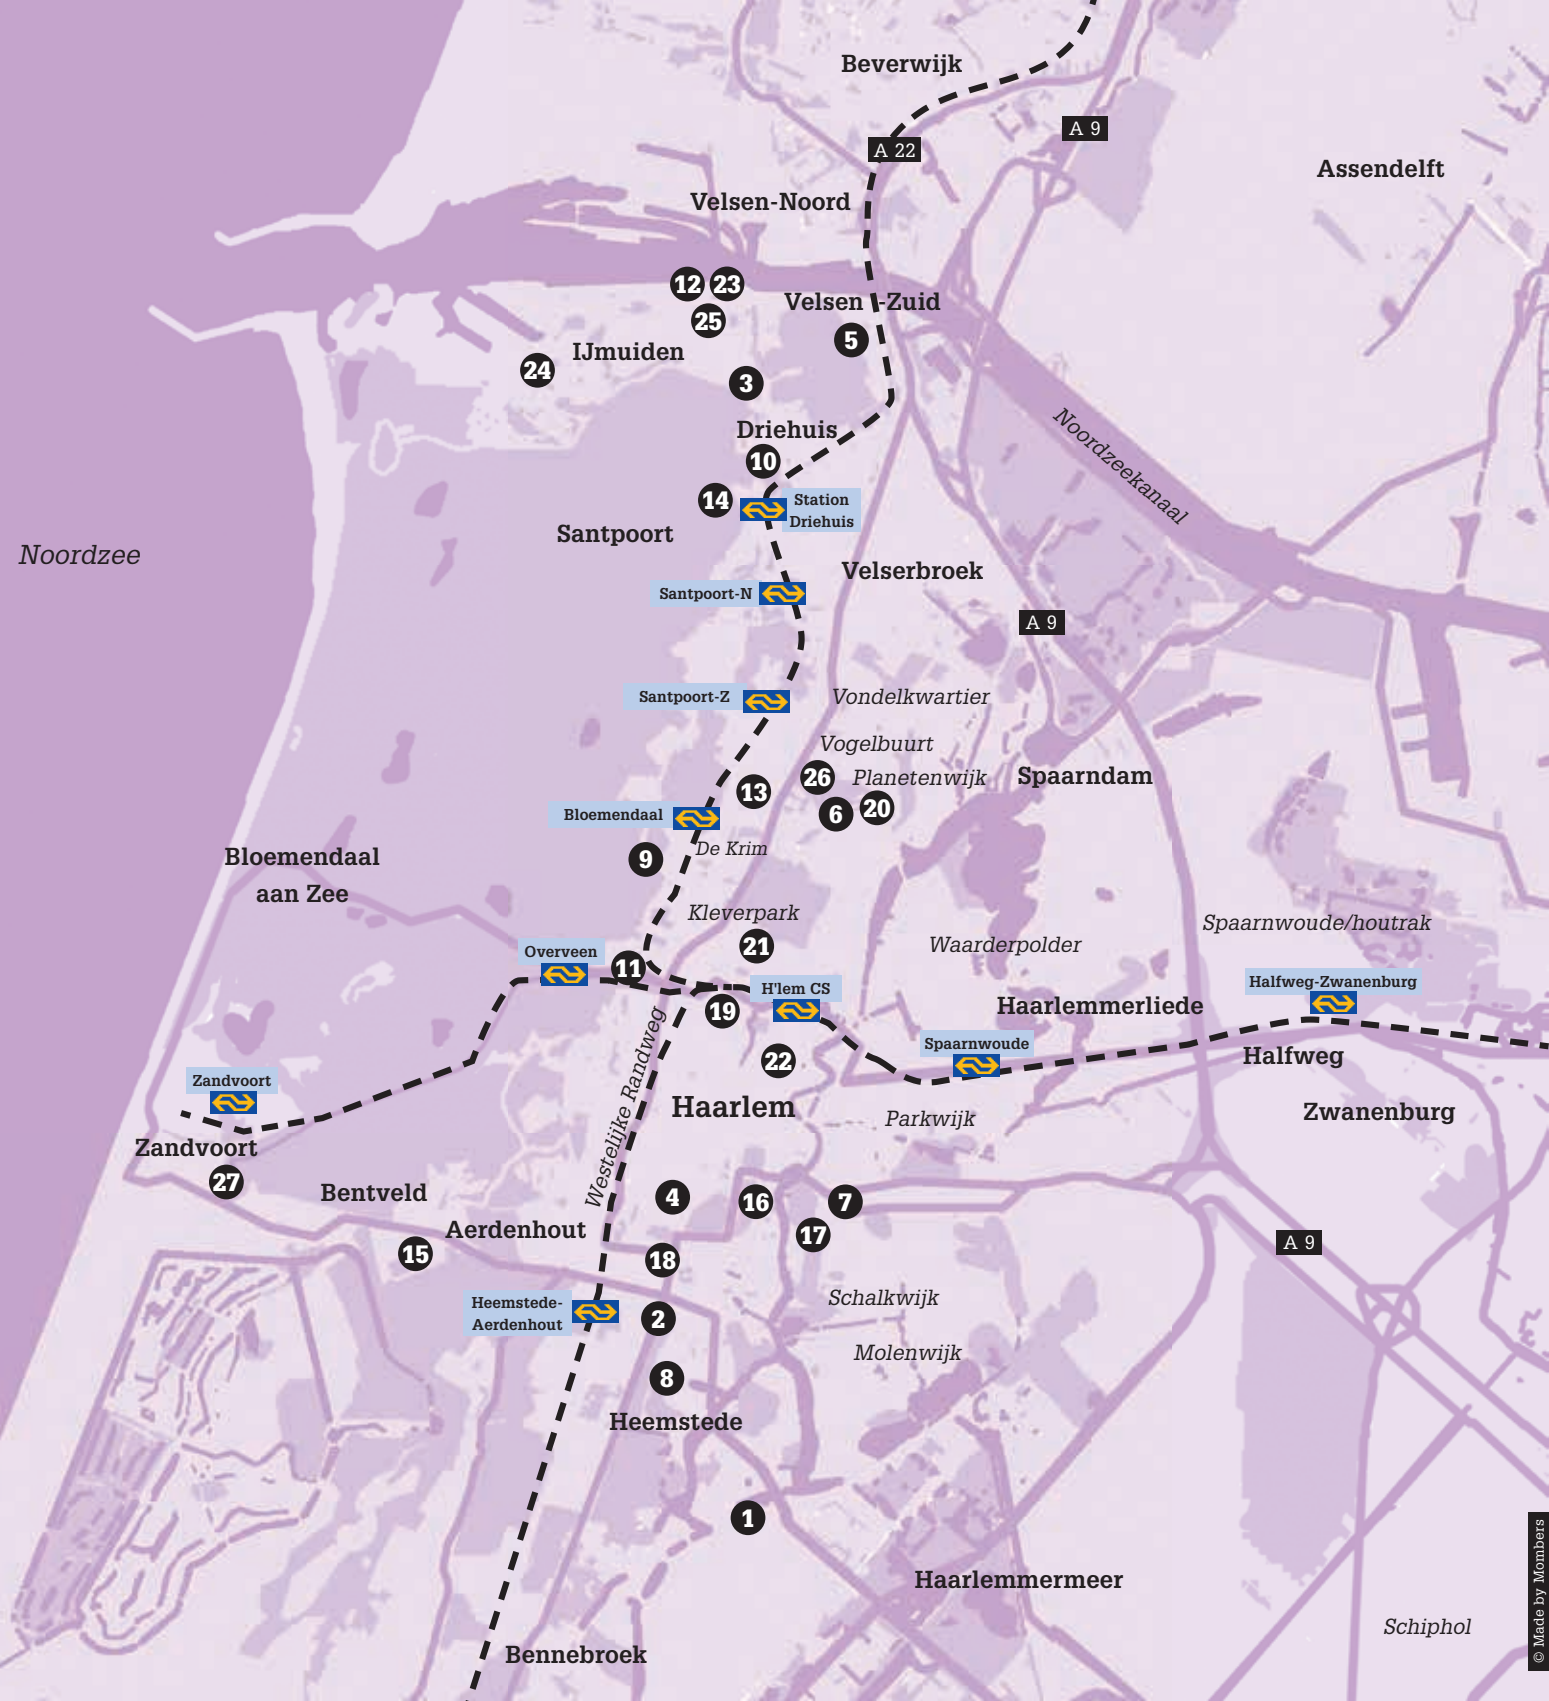 Beverwijk
A 9
A 22
Assendelft
Velsen-Noord
12
23
Velsen -Zuid
25
5
IJmuiden
24
3
Driehuis
Noordzeekanaal
10
14
Station
Driehuis
Santpoort
Noordzee
Velserbroek
Santpoort-N
A 9
Santpoort-Z
Vondelkwartier
Vogelbuurt
26
Planetenwijk
Spaarndam
13
6
20
Bloemendaal
De Krim
9
Bloemendaal
aan Zee
Kleverpark
Spaarnwoude/houtrak
21
Waarderpolder
Overveen
11
H'lem CS
Halfweg-Zwanenburg
19
Haarlemmerliede
Spaarnwoude
Halfweg
22
Zandvoort
Westelijke Randweg
Haarlem
Parkwijk
Zwanenburg
Zandvoort
27
Bentveld
4
16
7
Aerdenhout
17
A 9
15
18
Schalkwijk
Heemstede-
Aerdenhout
2
Molenwijk
8
Heemstede
1
Haarlemmermeer
Schiphol
Bennebroek
© Made by Mombers